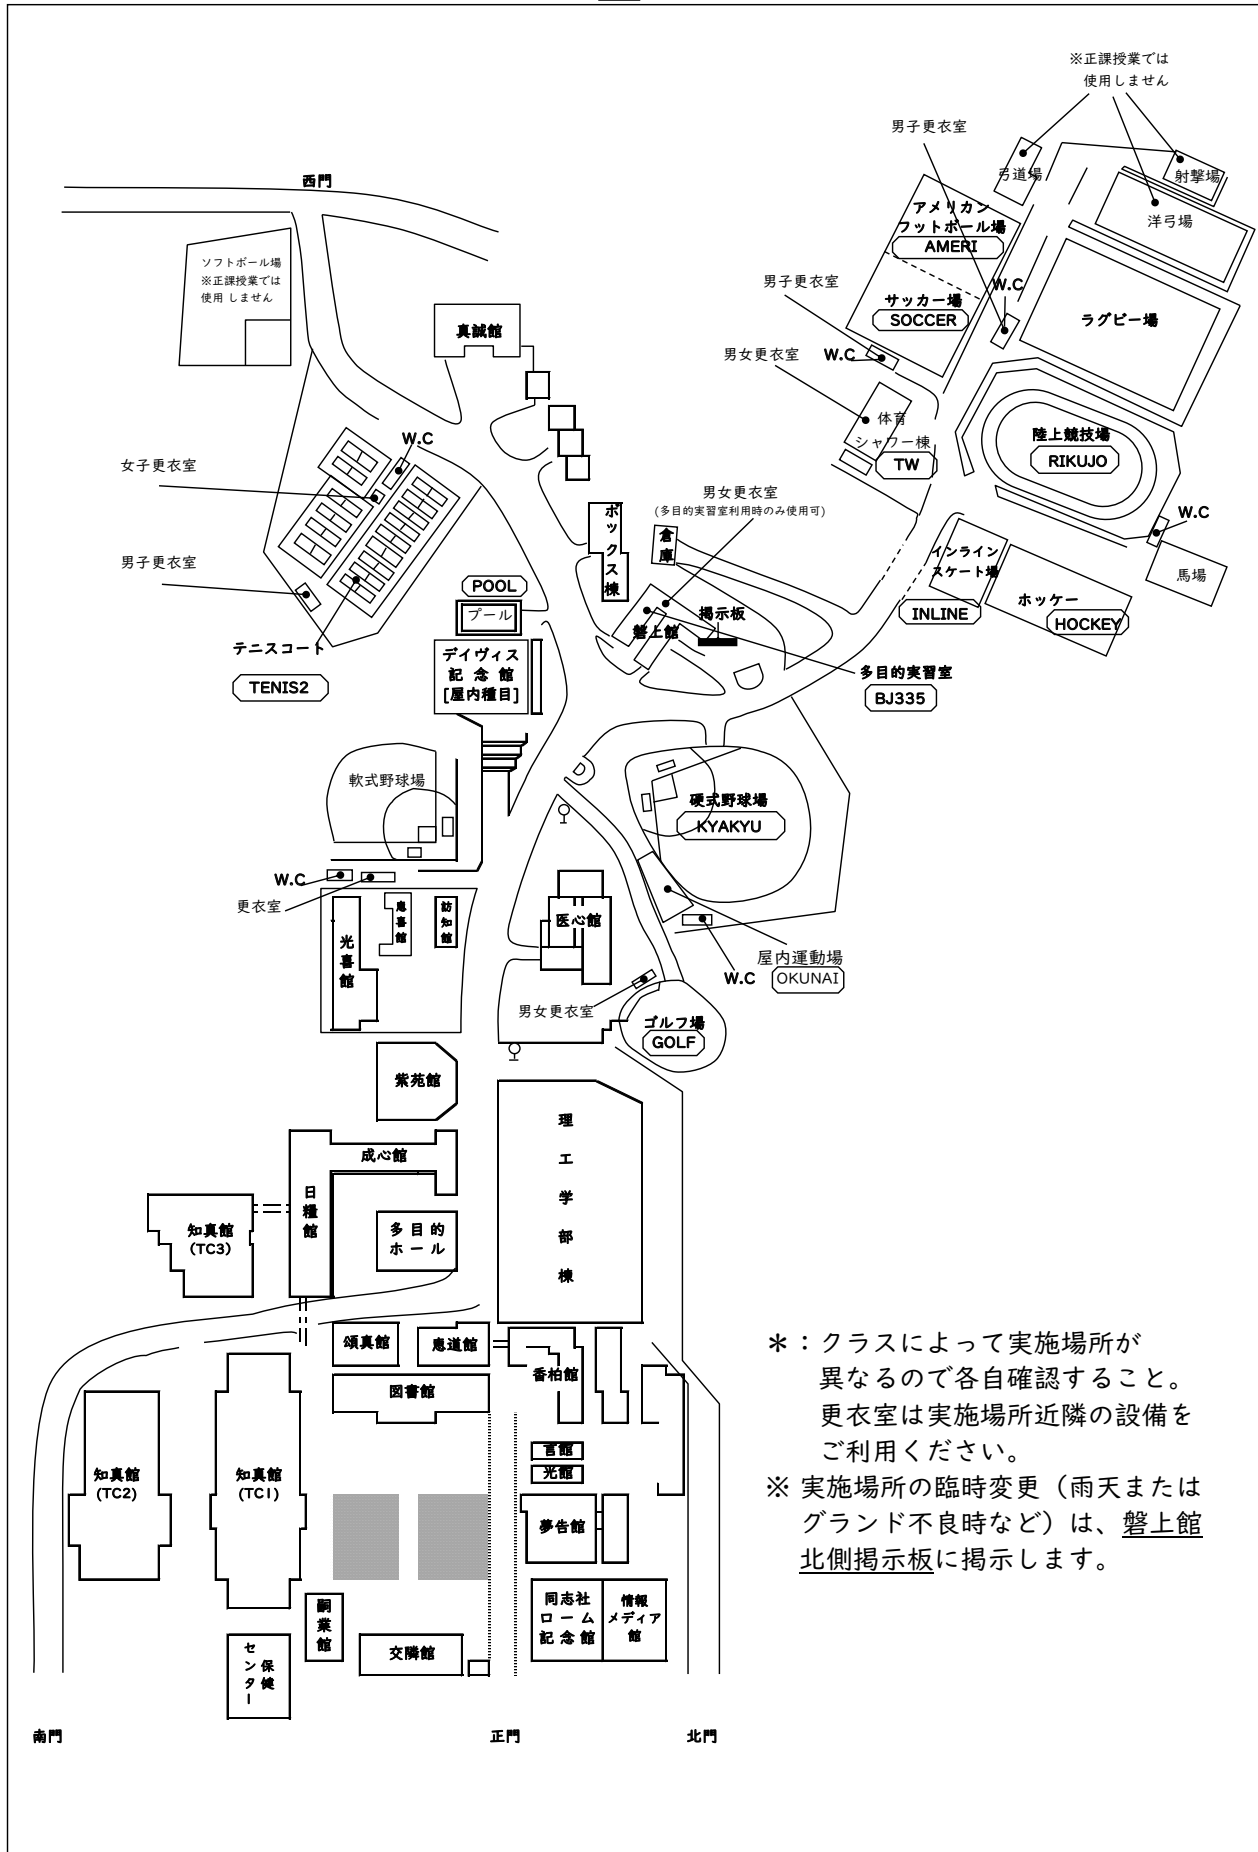 ※正課授業では
使用しません
男子更衣室
西門
弓道場
射撃場
洋弓場
アメリカン
フットボール場
AMERI
ソフトボール場
※正課授業では
使用 しません
男子更衣室
W.C
サッカー場
SOCCER
ラグビー場
真誠館
男女更衣室
W.C
体育
シャワー棟
TW
陸上競技場
RIKUJO
W.C
女子更衣室
男女更衣室
(多目的実習室利用時のみ使用可)
ボックス棟
倉庫
W.C
インライン
スケート場
INLINE
馬場
男子更衣室
POOL
プール
ホッケー
HOCKEY
掲示板
磐上館
テニスコート
TENIS2
デイヴィス
記念館
[屋内種目]
多目的実習室
BJ335
軟式野球場
硬式野球場
KYAKYU
W.C
更衣室
恵喜館
訪知館
光喜館
医心館
屋内運動場
OKUNAI
W.C
男女更衣室
ゴルフ場
GOLF
紫苑館
理工学部棟
成心館
日糧館
知真館
(TC3)
多目的
ホール
頌真館
恵道館
香柏館
図書館
＊：クラスによって実施場所が
異なるので各自確認すること。
更衣室は実施場所近隣の設備を
ご利用ください。
※ 実施場所の臨時変更（雨天または
グランド不良時など）は、磐上館
北側掲示板に掲示します。
言館
光館
知真館
(TC2)
知真館
(TC1)
夢告館
嗣業館
同志社
ローム
記念館
情報
メディア
館
保健
センター
交隣館
南門
正門
北門